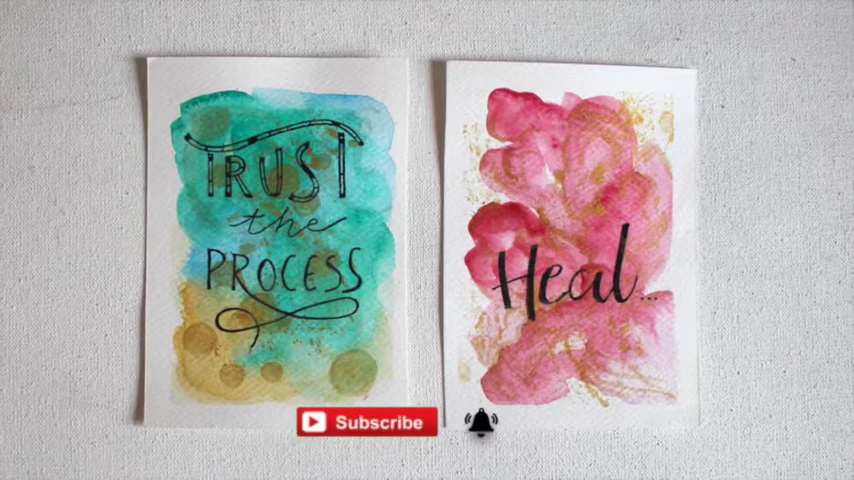 TRUST
the
PROCESS
Heal...
Subscribe